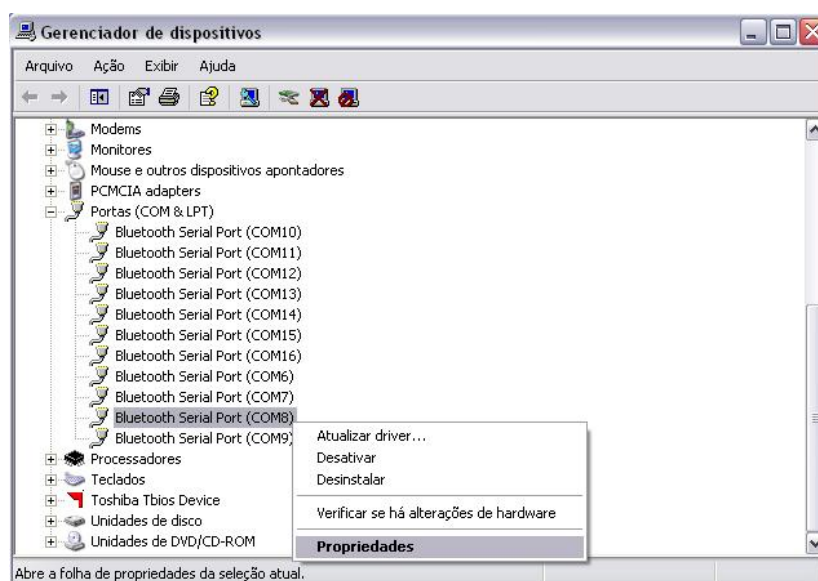 Gerenciador de dispositivos
Arquivo Ação Exibir Ajuda
Modems
Monitores
Mouse e outros dispositivos apontadores
PCMCIA adapters
Portas (COM & LPT)
Bluetooth Serial Port (COM10)
Bluetooth Serial Port (COM11)
Bluetooth Serial Port (COM12)
Bluetooth Serial Port (COM13)
Bluetooth Serial Port (COM14)
Bluetooth Serial Port (COM15)
Bluetooth Serial Port (COM16)
Bluetooth Serial Port (COM6)
Bluetooth Serial Port (COM7)
Bluetooth Serial Port (COM8)
Bluetooth Serial Port (COM9)
Processadores
Teclados
Toshiba Tbios Device
Unidades de disco
Unidades de DVD/CD-ROM
Atualizar driver...
Desativar
Desinstalar
Verificar se há alterações de hardware
Propriedades
Abre a folha de propriedades da seleção atual.